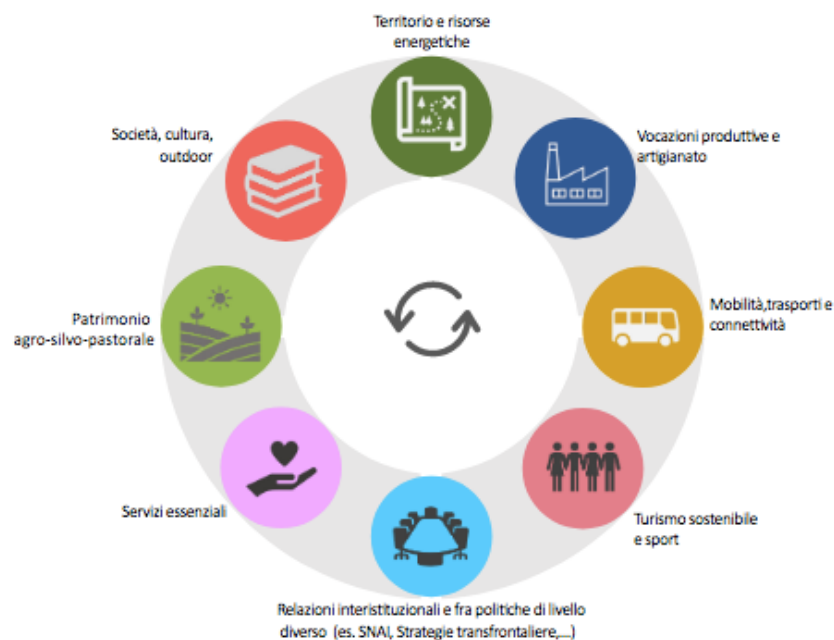 Territorio e risorse
energetiche
Vocazioni produttive e
artigianato
Mobilità,trasporti e
connettività
Turismo sostenibile
e sport
Relazioni interistituzionali e fra politiche di livello
diverso (es. SNAI, Strategie transfrontaliere,...)
Servizi essenziali
Patrimonio
agro-silvo-pastorale
Società, cultura,
outdoor